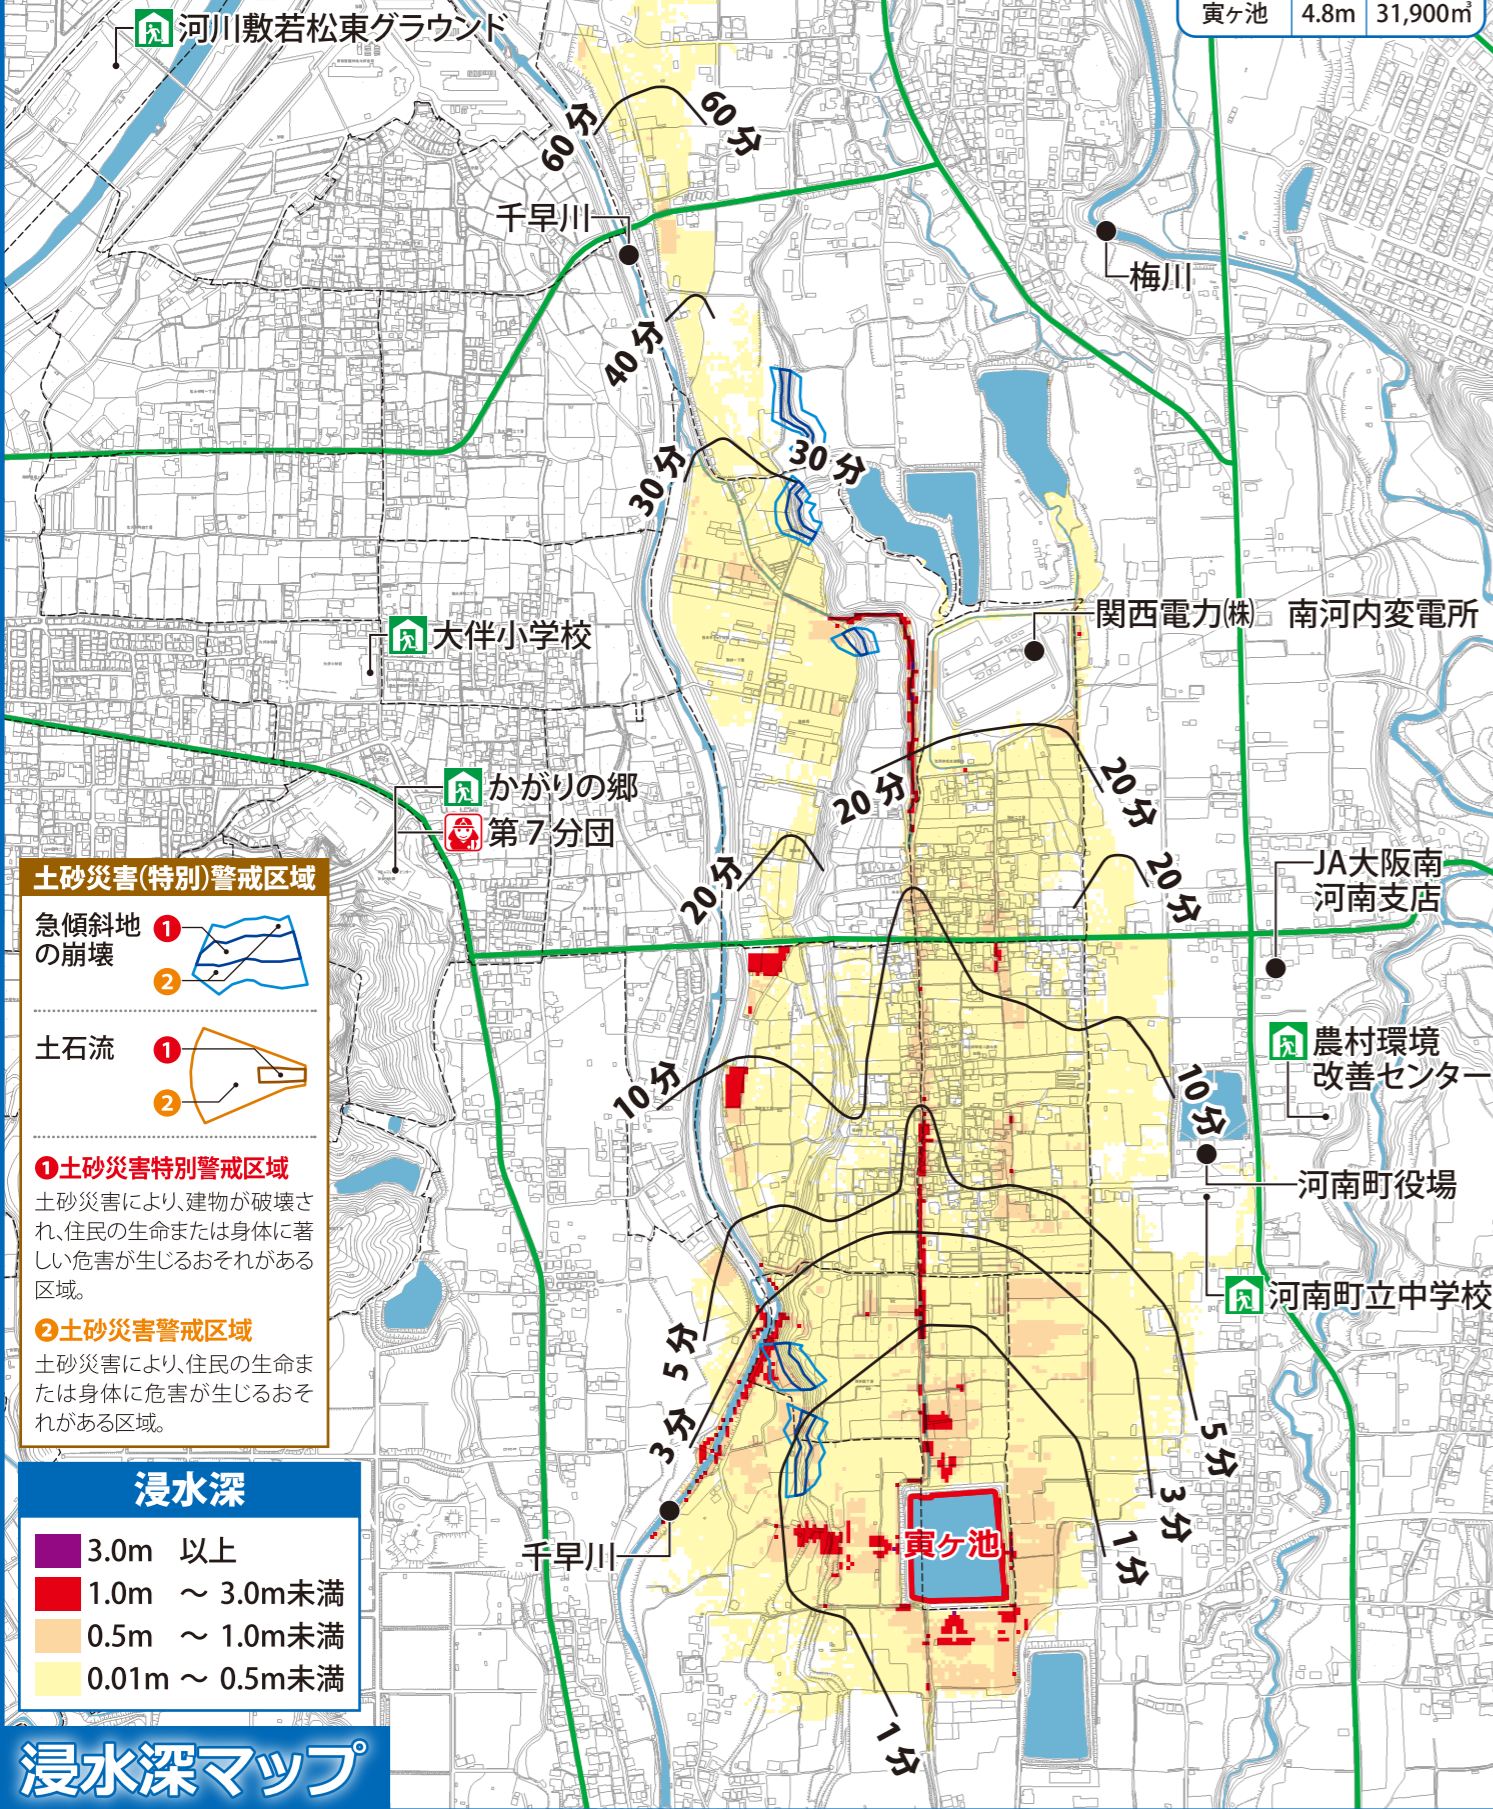 寅ヶ池 4.8m 31,900㎥
河川敷若松東グラウンド
60分
60分
千早川
梅川
40分
30分
30分
関西電力㈱ 南河内変電所
大伴小学校
かがりの郷
第７分団
20分
20分
20分
20分
JA大阪南
河南支店
農村環境
改善センター
10分
10分
河南町役場
河南町立中学校
5分
5分
3分
3分
1分
1分
寅ヶ池
千早川
土砂災害(特別)警戒区域
急傾斜地
の崩壊
1
2
土石流
1
2
❶土砂災害特別警戒区域
土砂災害により、建物が破壊さ
れ、住民の生命または身体に著
しい危害が生じるおそれがある
区域。
❷土砂災害警戒区域
土砂災害により、住民の生命ま
たは身体に危害が生じるおそ
れがある区域。
浸水深
3.0m 以上
1.0m ～ 3.0m未満
0.5m ～ 1.0m未満
0.01m ～ 0.5m未満
浸水深マップ